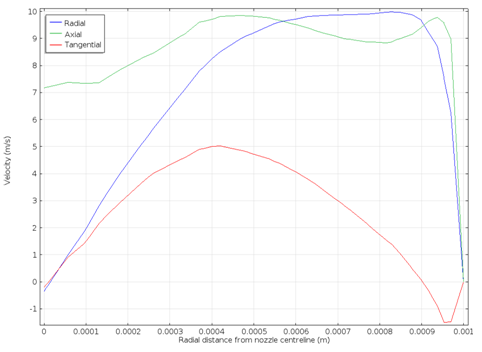 10
9
8
7
6
5
4
3
2
1
0
-1
Velocity (m/s)
Radial
Axial
Tangential
0 0.0001 0.0002 0.0003 0.0004 0.0005 0.0006 0.0007 0.0008 0.0009 0.001
Radial distance from nozzle centreline (m)